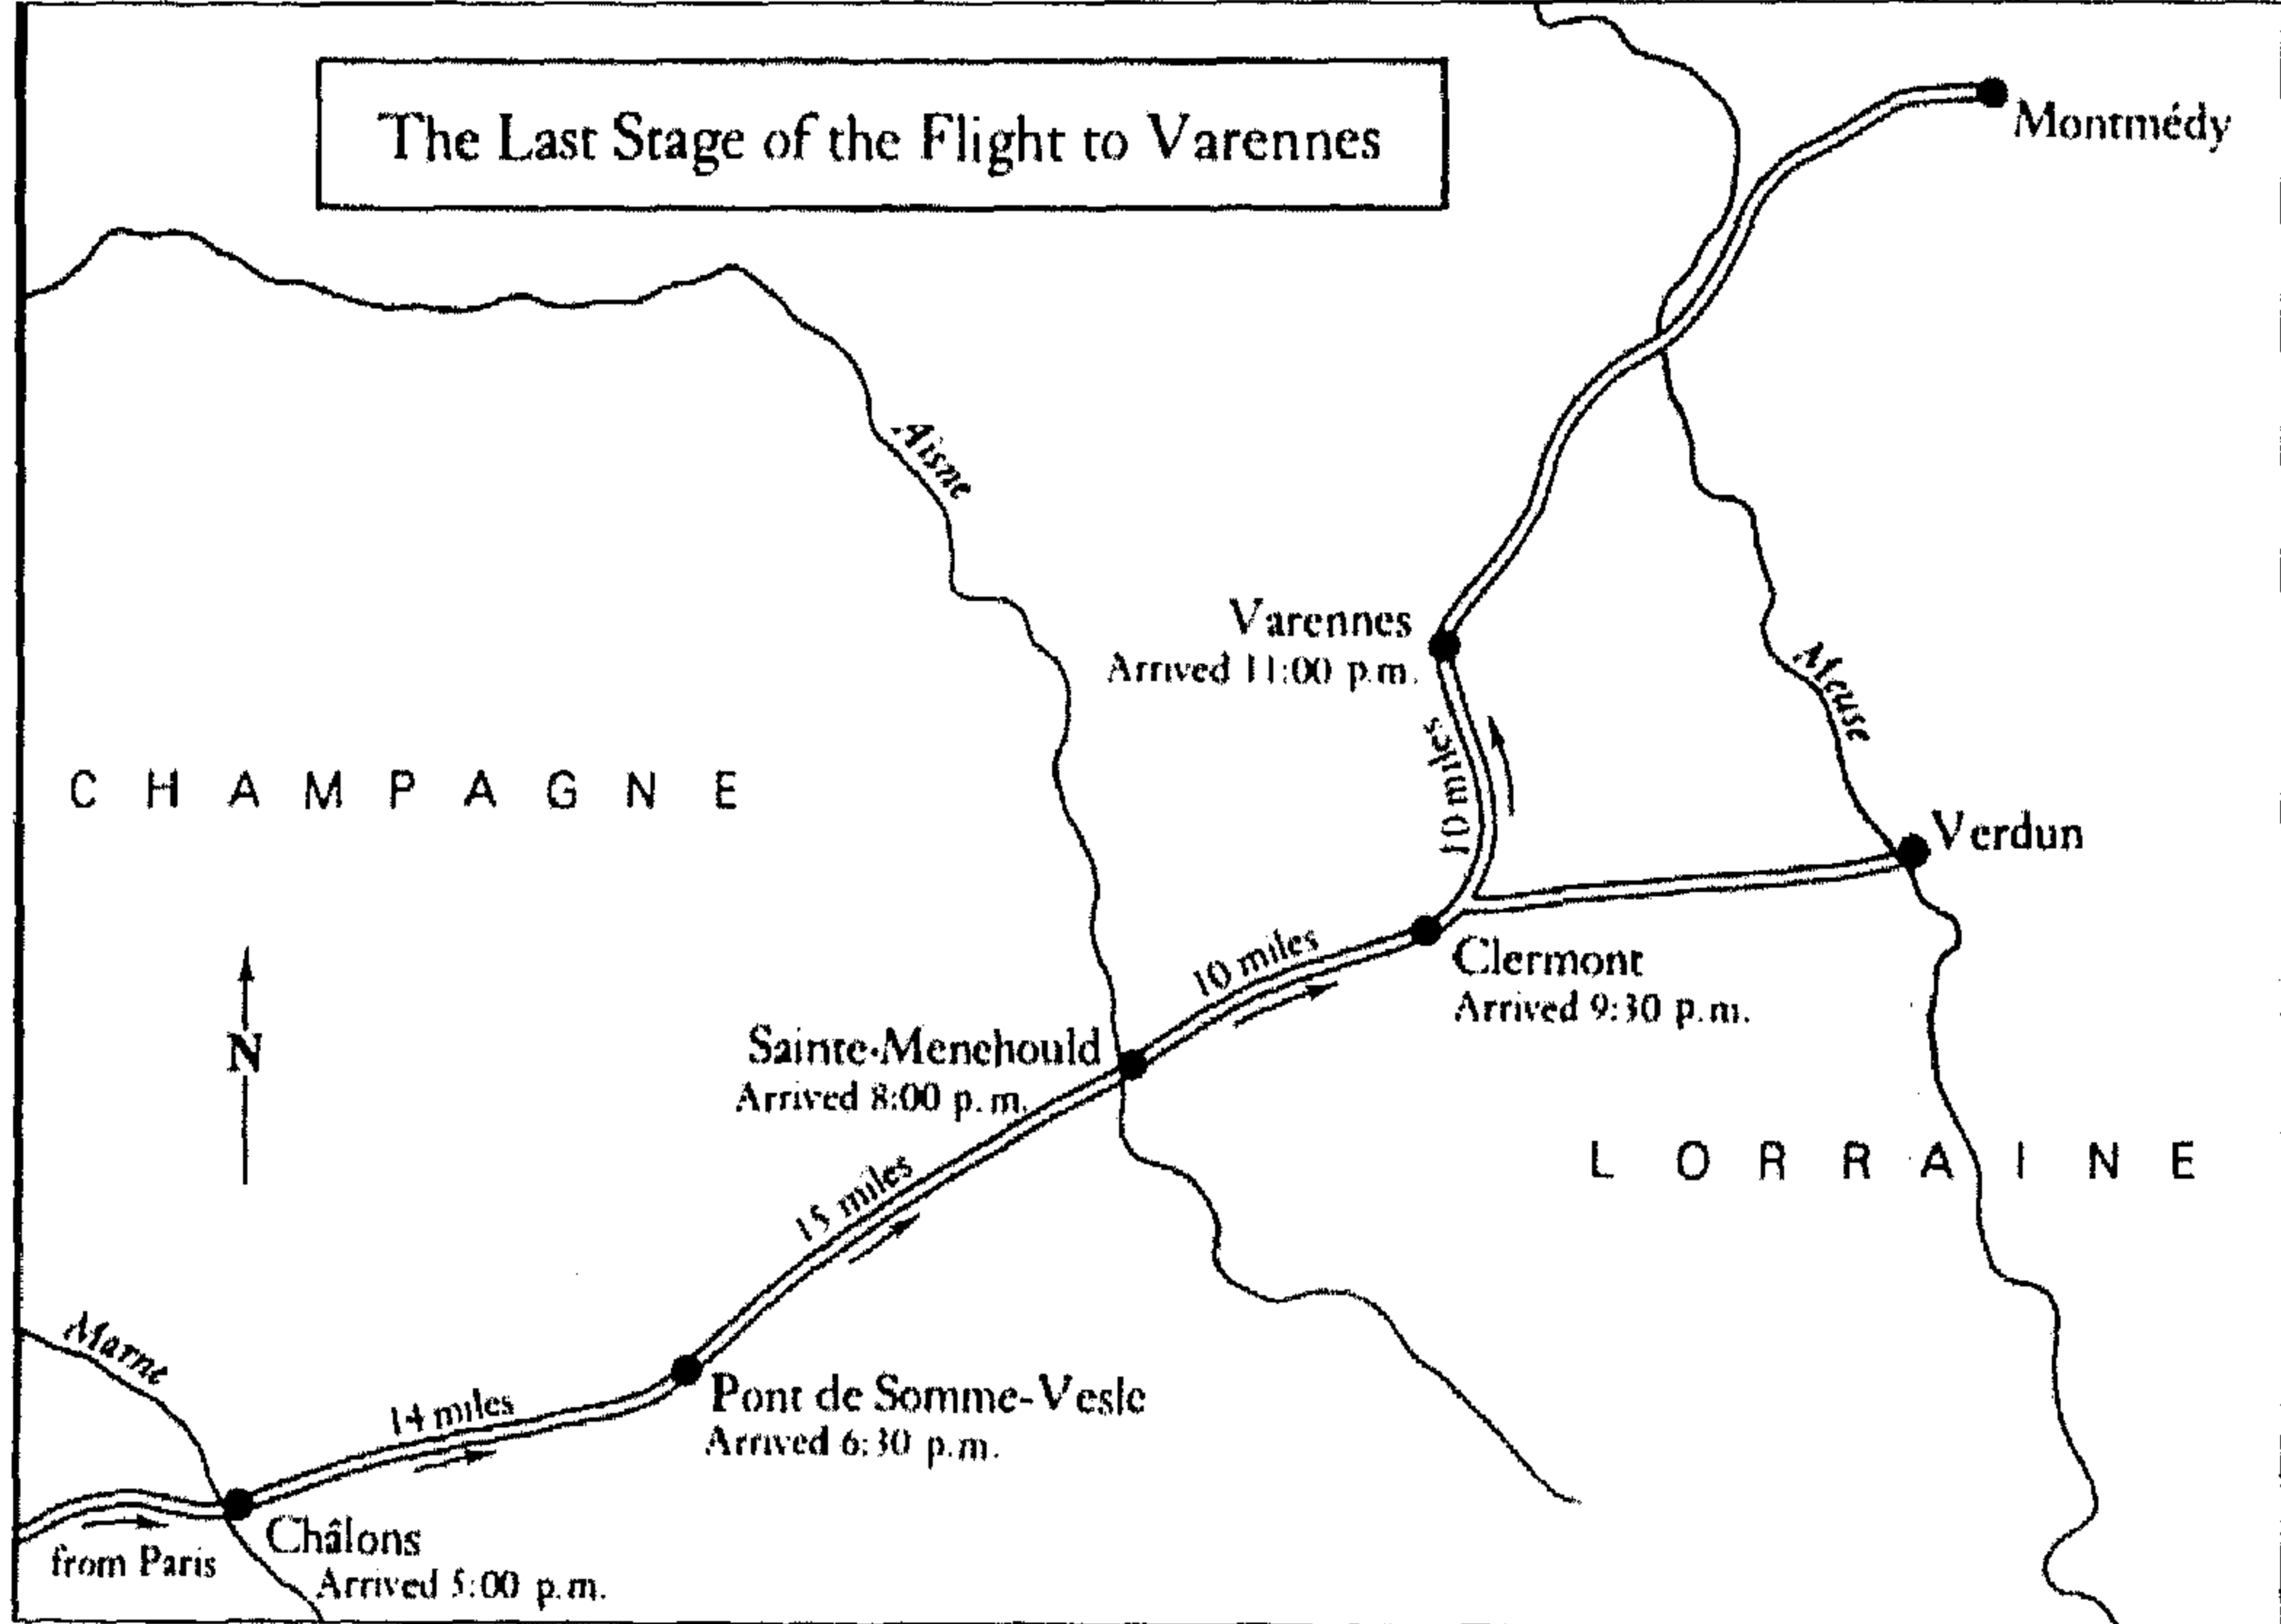 The Last Stage of the Flight to Varennes
Montmédy
Aisne
Varennes
Arrived 11:00 p.m.
Meuse
10 miles
CHAMPAGNE
Verdun
10 miles
Clermont
Arrived 9:30 p.m.
N
Sainte-Menehould
Arrived 8:00 p.m.
LORRAINE
15 miles
Marne
14 miles
Pont de Somme-Vesle
Arrived 6:30 p.m.
Châlons
from Paris
Arrived 5:00 p.m.